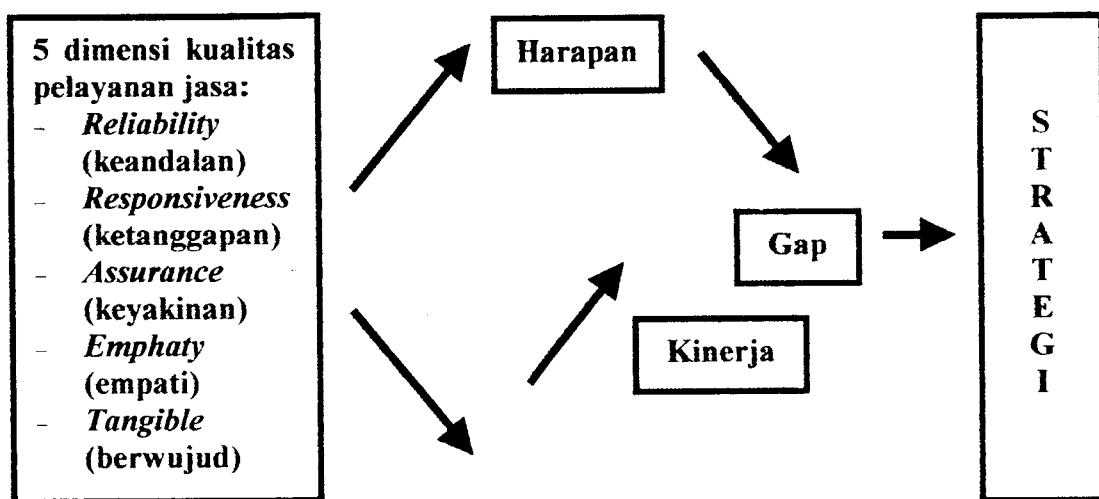 5 dimensi kualitas
pelayanan jasa:
- Reliability
(keandalan)
- Responsiveness
(ketanggapan)
- Assurance
(keyakinan)
- Emphaty
(empati)
- Tangible
(berwujud)
Harapan
Gap
Kinerja
S
T
R
A
T
E
G
I